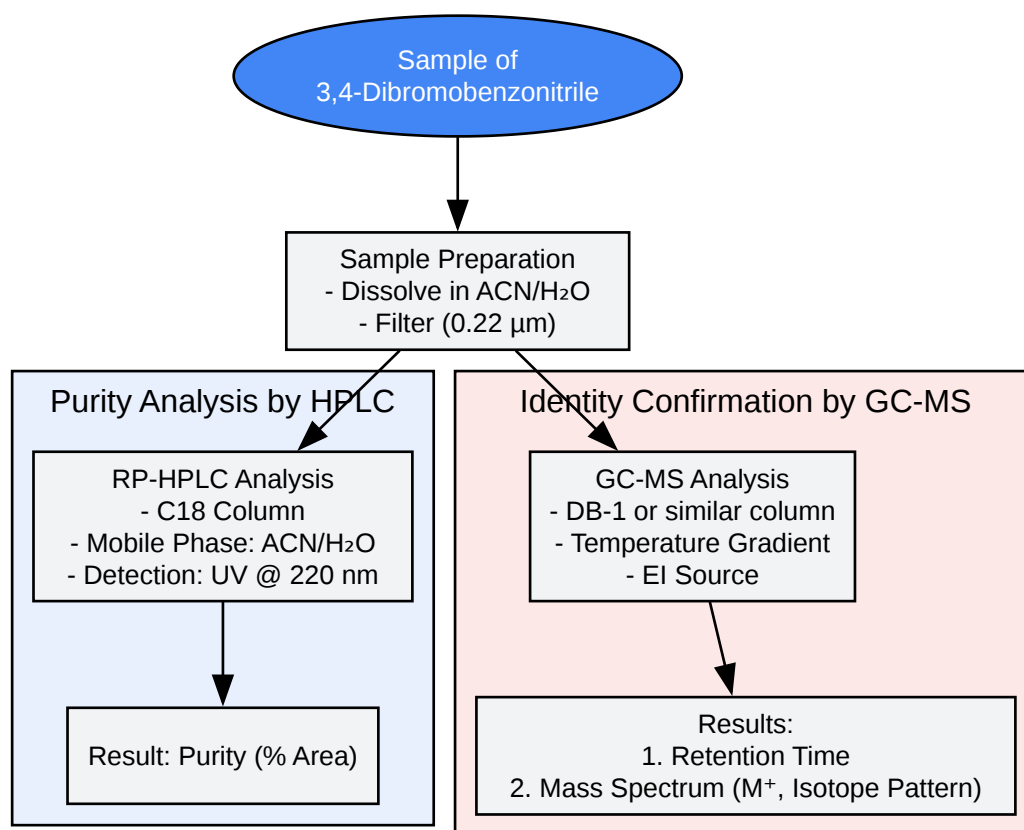 Sample of
3,4-Dibromobenzonitrile
Sample Preparation
- Dissolve in ACN/H₂O
- Filter (0.22 µm)
Purity Analysis by HPLC
RP-HPLC Analysis
- C18 Column
- Mobile Phase: ACN/H₂O
- Detection: UV @ 220 nm
Result: Purity (% Area)
Identity Confirmation by GC-MS
GC-MS Analysis
- DB-1 or similar column
- Temperature Gradient
- EI Source
Results:
1. Retention Time
2. Mass Spectrum (M⁺, Isotope Pattern)